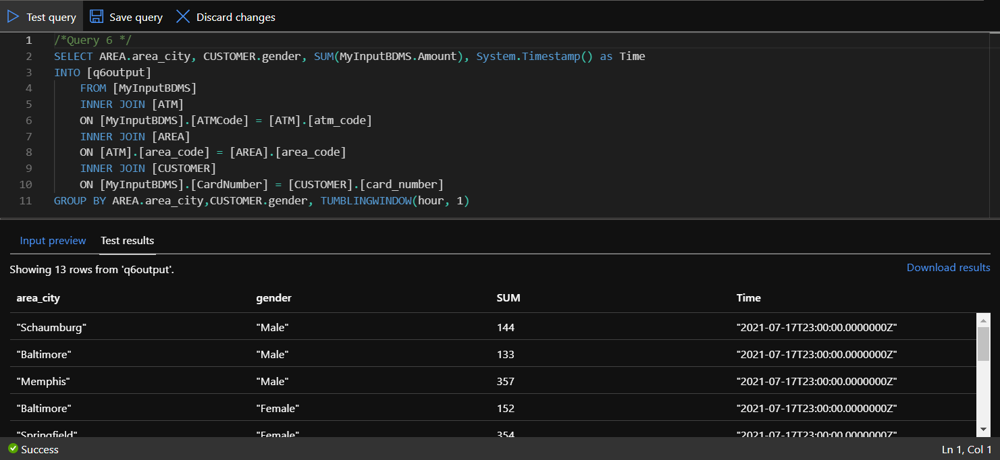 Test query Save query Discard changes
1 /*Query 6 */
2 SELECT AREA.area_city, CUSTOMER.gender, SUM(MyInputBDMS.Amount), System.Timestamp() as Time
3 INTO [q6output]
4 FROM [MyInputBDMS]
5 INNER JOIN [ATM]
6 ON [MyInputBDMS].[ATMCode] = [ATM].[atm_code]
7 INNER JOIN [AREA]
8 ON [ATM].[area_code] = [AREA].[area_code]
9 INNER JOIN [CUSTOMER]
10 ON [MyInputBDMS].[CardNumber] = [CUSTOMER].[card_number]
11 GROUP BY AREA.area_city,CUSTOMER.gender, TUMBLINGWINDOW(hour, 1)
Input preview Test results
Showing 13 rows from 'q6output'. Download results
area_city gender SUM Time
"Schaumburg" "Male" 144 "2021-07-17T23:00:00.0000000Z"
"Baltimore" "Male" 133 "2021-07-17T23:00:00.0000000Z"
"Memphis" "Male" 357 "2021-07-17T23:00:00.0000000Z"
"Baltimore" "Female" 152 "2021-07-17T23:00:00.0000000Z"
"Springfield" "Female" 354 "2021-07-17T23:00:00.0000000Z"
Success Ln 1, Col 1